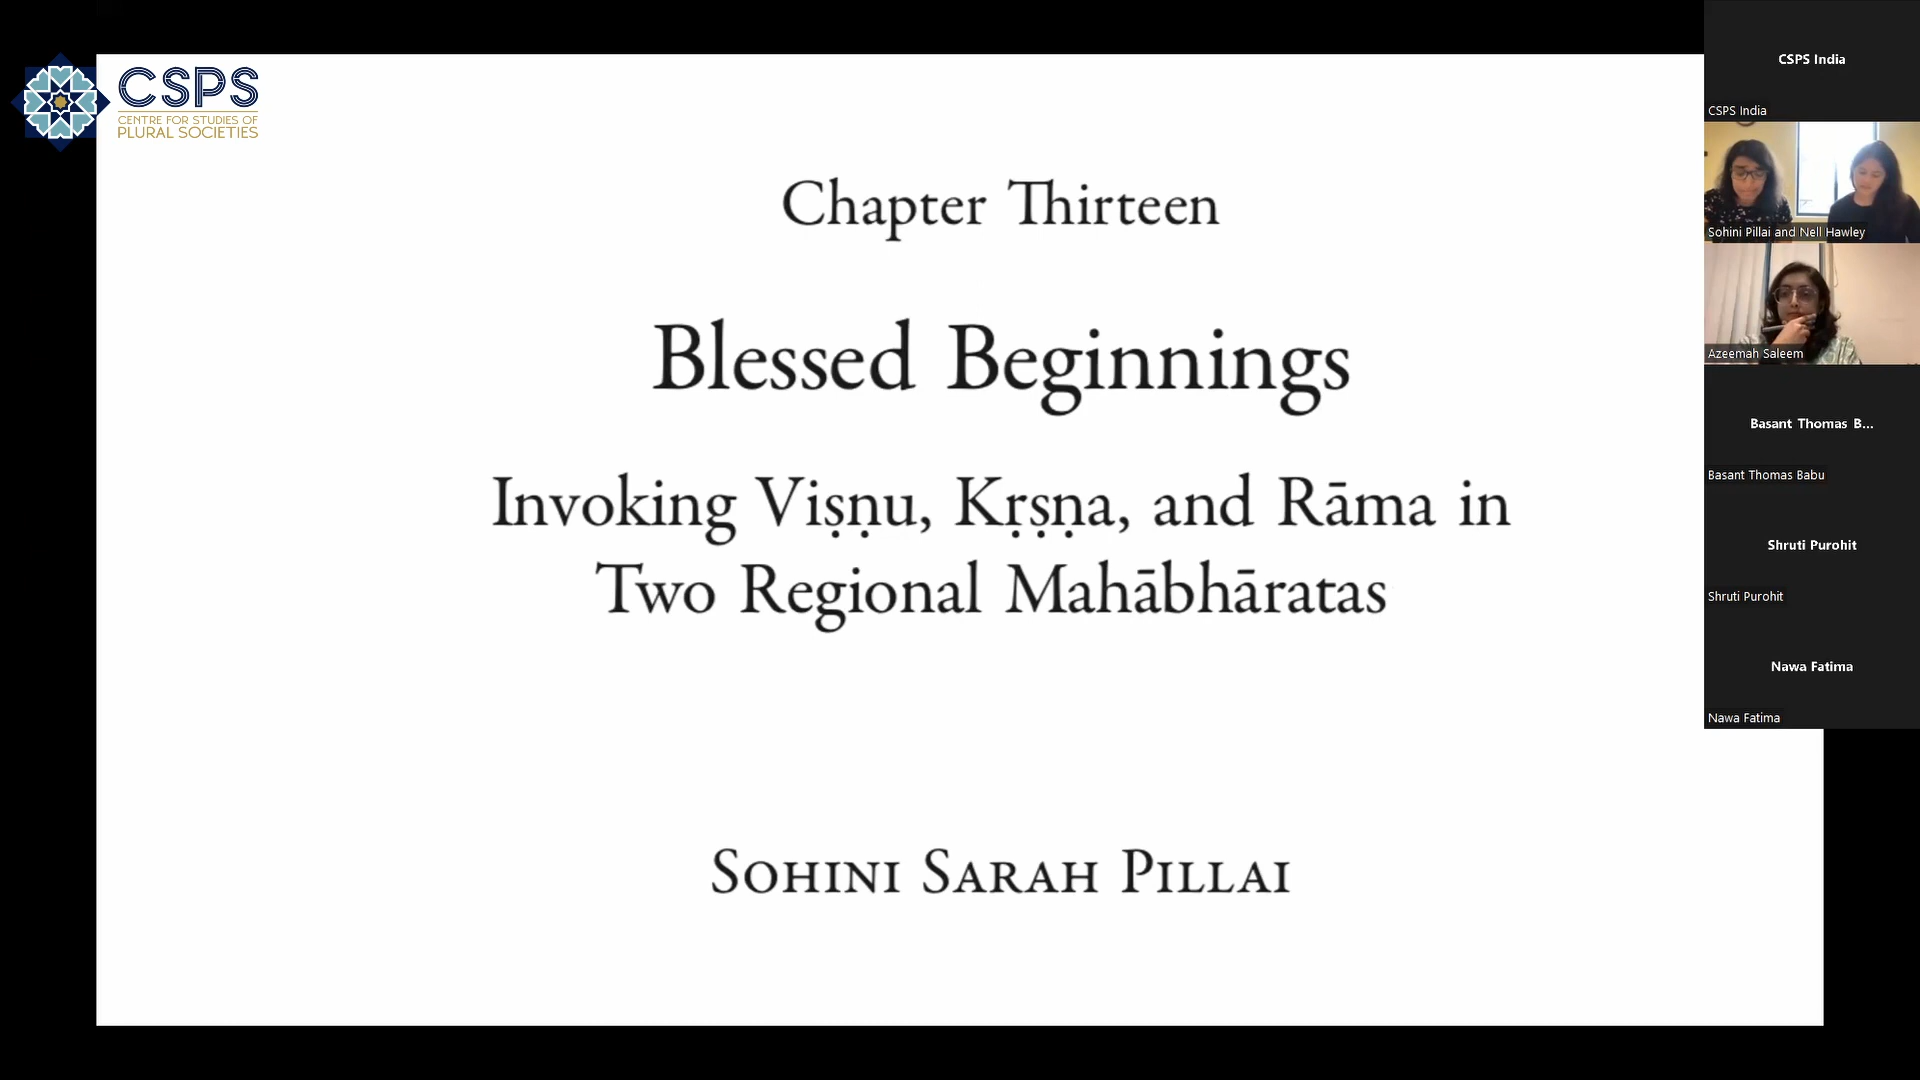 CSPS
CENTRE FOR STUDIES OF
PLURAL SOCIETIES
Chapter Thirteen
Blessed Beginnings
Invoking Viṣṇu, Kṛṣṇa, and Rāma in
Two Regional Mahābhāratas
Sohini Sarah Pillai
CSPS India
CSPS India
Sohini Pillai and Nell Hawley
Azeemah Saleem
Basant Thomas B...
Basant Thomas Babu
Shruti Purohit
Shruti Purohit
Nawa Fatima
Nawa Fatima